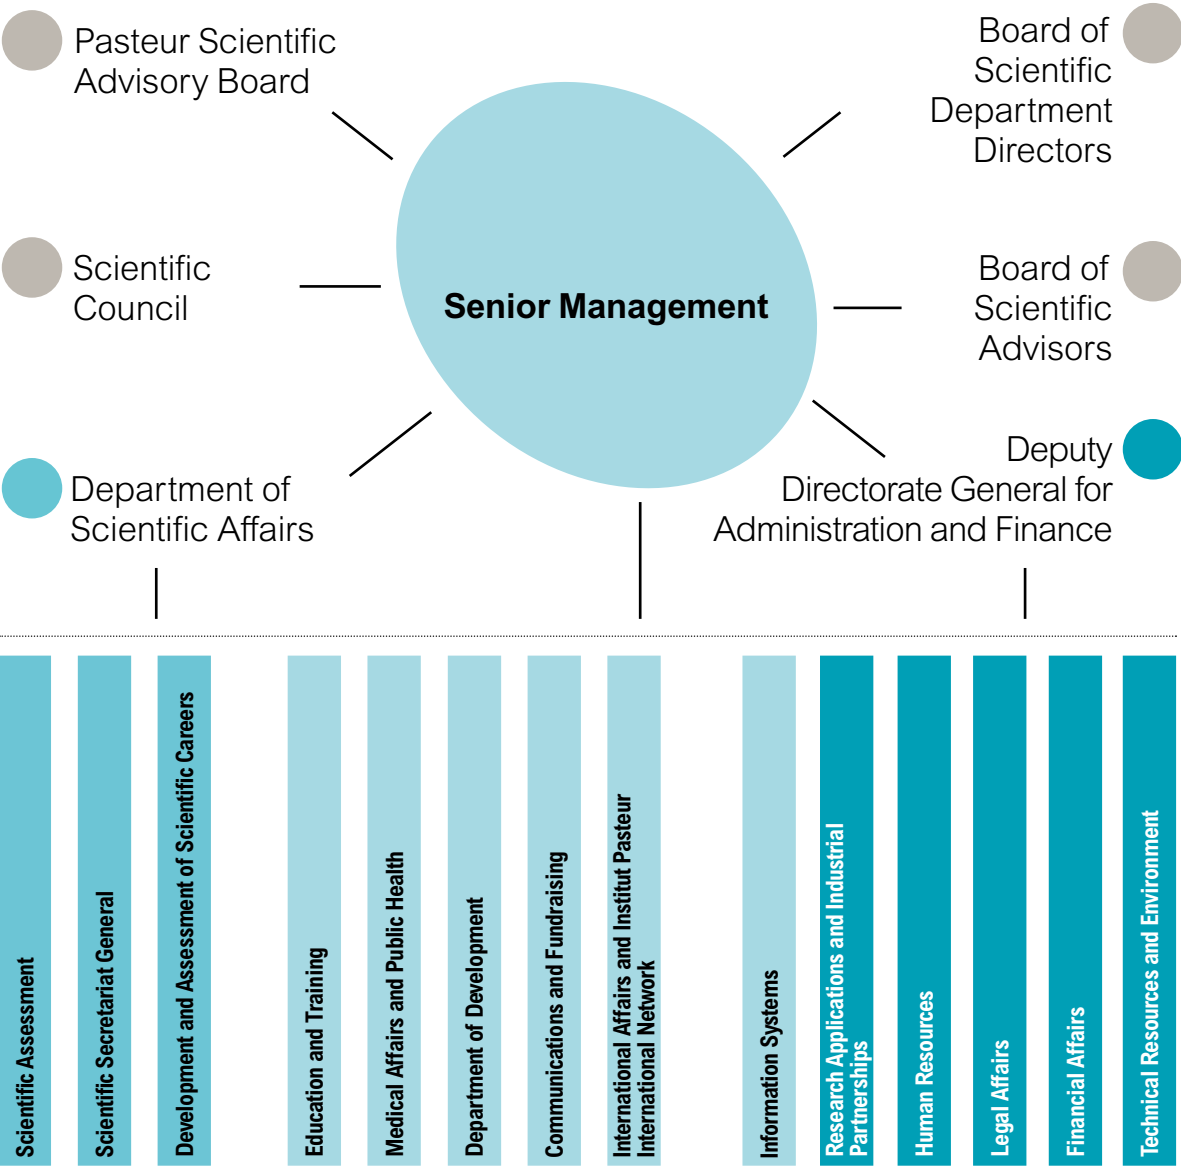 Pasteur Scientific
Advisory Board
Board of
Scientific
Department
Directors
Scientific
Council
Senior Management
Board of
Scientific
Advisors
Department of
Scientific Affairs
Deputy
Directorate General for
Administration and Finance
Scientific Assessment
Scientific Secretariat General
Development and Assessment of Scientific Careers
Education and Training
Medical Affairs and Public Health
Department of Development
Communications and Fundraising
International Affairs and Institut Pasteur
International Network
Information Systems
Research Applications and Industrial
Partnerships
Human Resources
Legal Affairs
Financial Affairs
Technical Resources and Environment